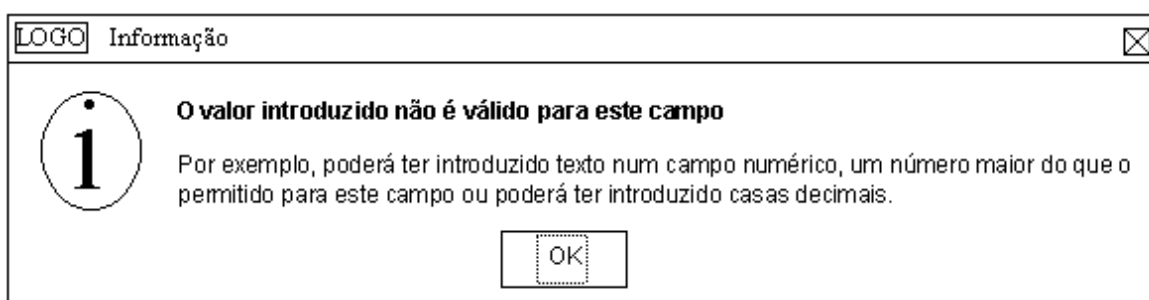 LOGO Informação
i
O valor introduzido não é válido para este campo
Por exemplo, poderá ter introduzido texto num campo numérico, um número maior do que o
permitido para este campo ou poderá ter introduzido casas decimais.
OK